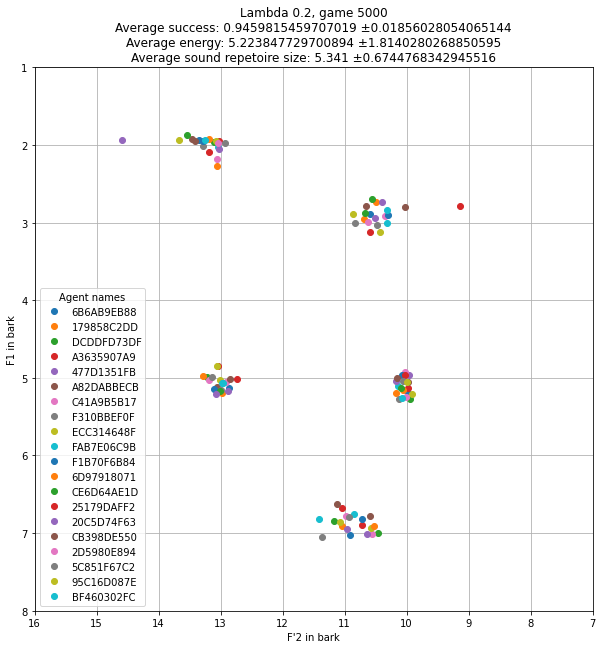 Lambda 0.2, game 5000
Average success: 0.9459815459707019 ±0.01856028054065144
Average energy: 5.223847729700894 ±1.8140280268850595
Average sound repetoire size: 5.341 ±0.6744768342945516
1
2
3
4
5
6
7
8
F1 in bark
Agent names
6B6AB9EB88
179858C2DD
DCDDFD73DF
A3635907A9
477D1351FB
A82DABBECB
C41A9B5B17
F310BBEF0F
ECC314648F
FAB7E06C9B
F1B70F6B84
6D97918071
CE6D64AE1D
25179DAFF2
20C5D74F63
CB398DE550
2D5980E894
5C851F67C2
95C16D087E
BF460302FC
16 15 14 13 12 11 10 9 8 7
F'2 in bark